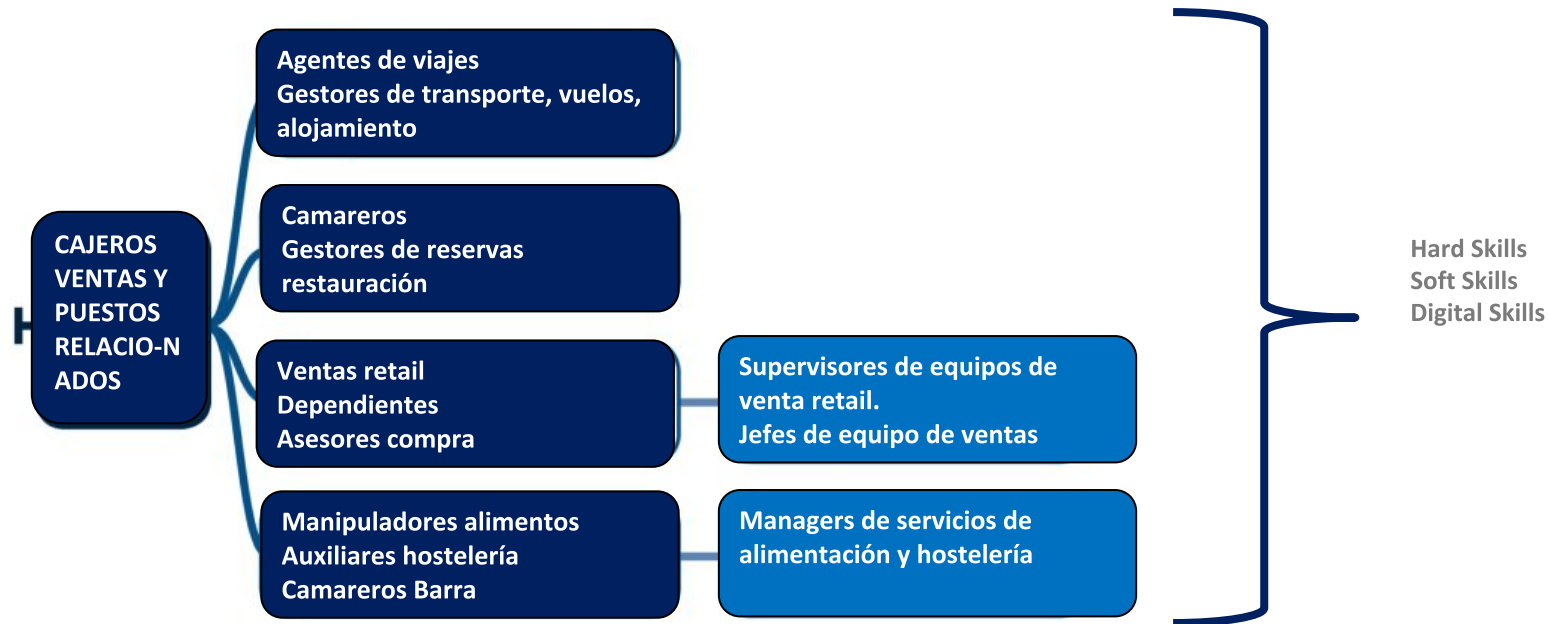 CAJEROS
VENTAS Y
PUESTOS
RELACIO-N
ADOS
Agentes de viajes
Gestores de transporte, vuelos,
alojamiento
Camareros
Gestores de reservas
restauración
Ventas retail
Dependientes
Asesores compra
Supervisores de equipos de
venta retail.
Jefes de equipo de ventas
Manipuladores alimentos
Auxiliares hostelería
Camareros Barra
Managers de servicios de
alimentación y hostelería
Hard Skills
Soft Skills
Digital Skills